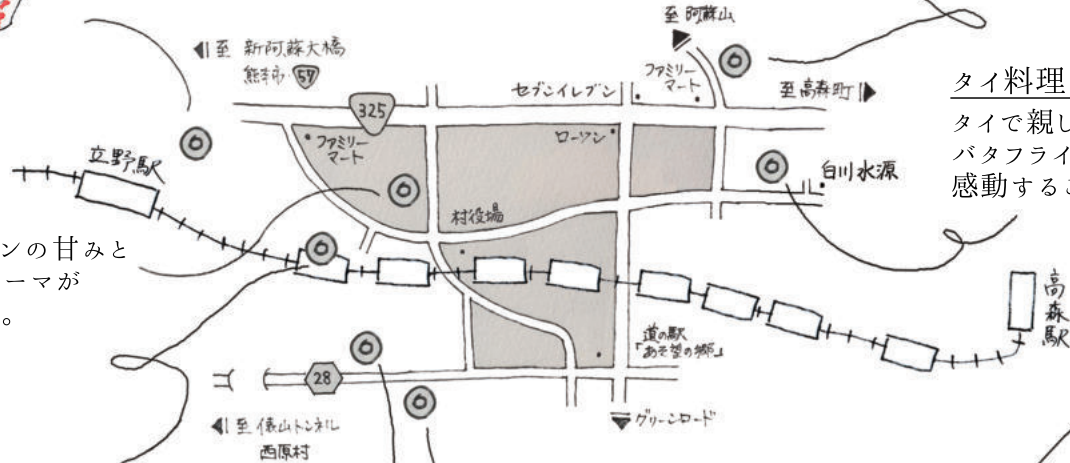 至 阿蘇山
至 新阿蘇大橋
熊本市 57
ファミリー
マート
セブンイレブン
至高森町
325
ファミリー
マート
ローソン
立野駅
白川水源
村役場
タイ料理
タイで親し
バタフライ
感動するこ
ンの甘みと
ーマが
。
道の駅
「あそ望の郷」
高森駅
28
至 俵山トンネル
西原村
グリーンロード